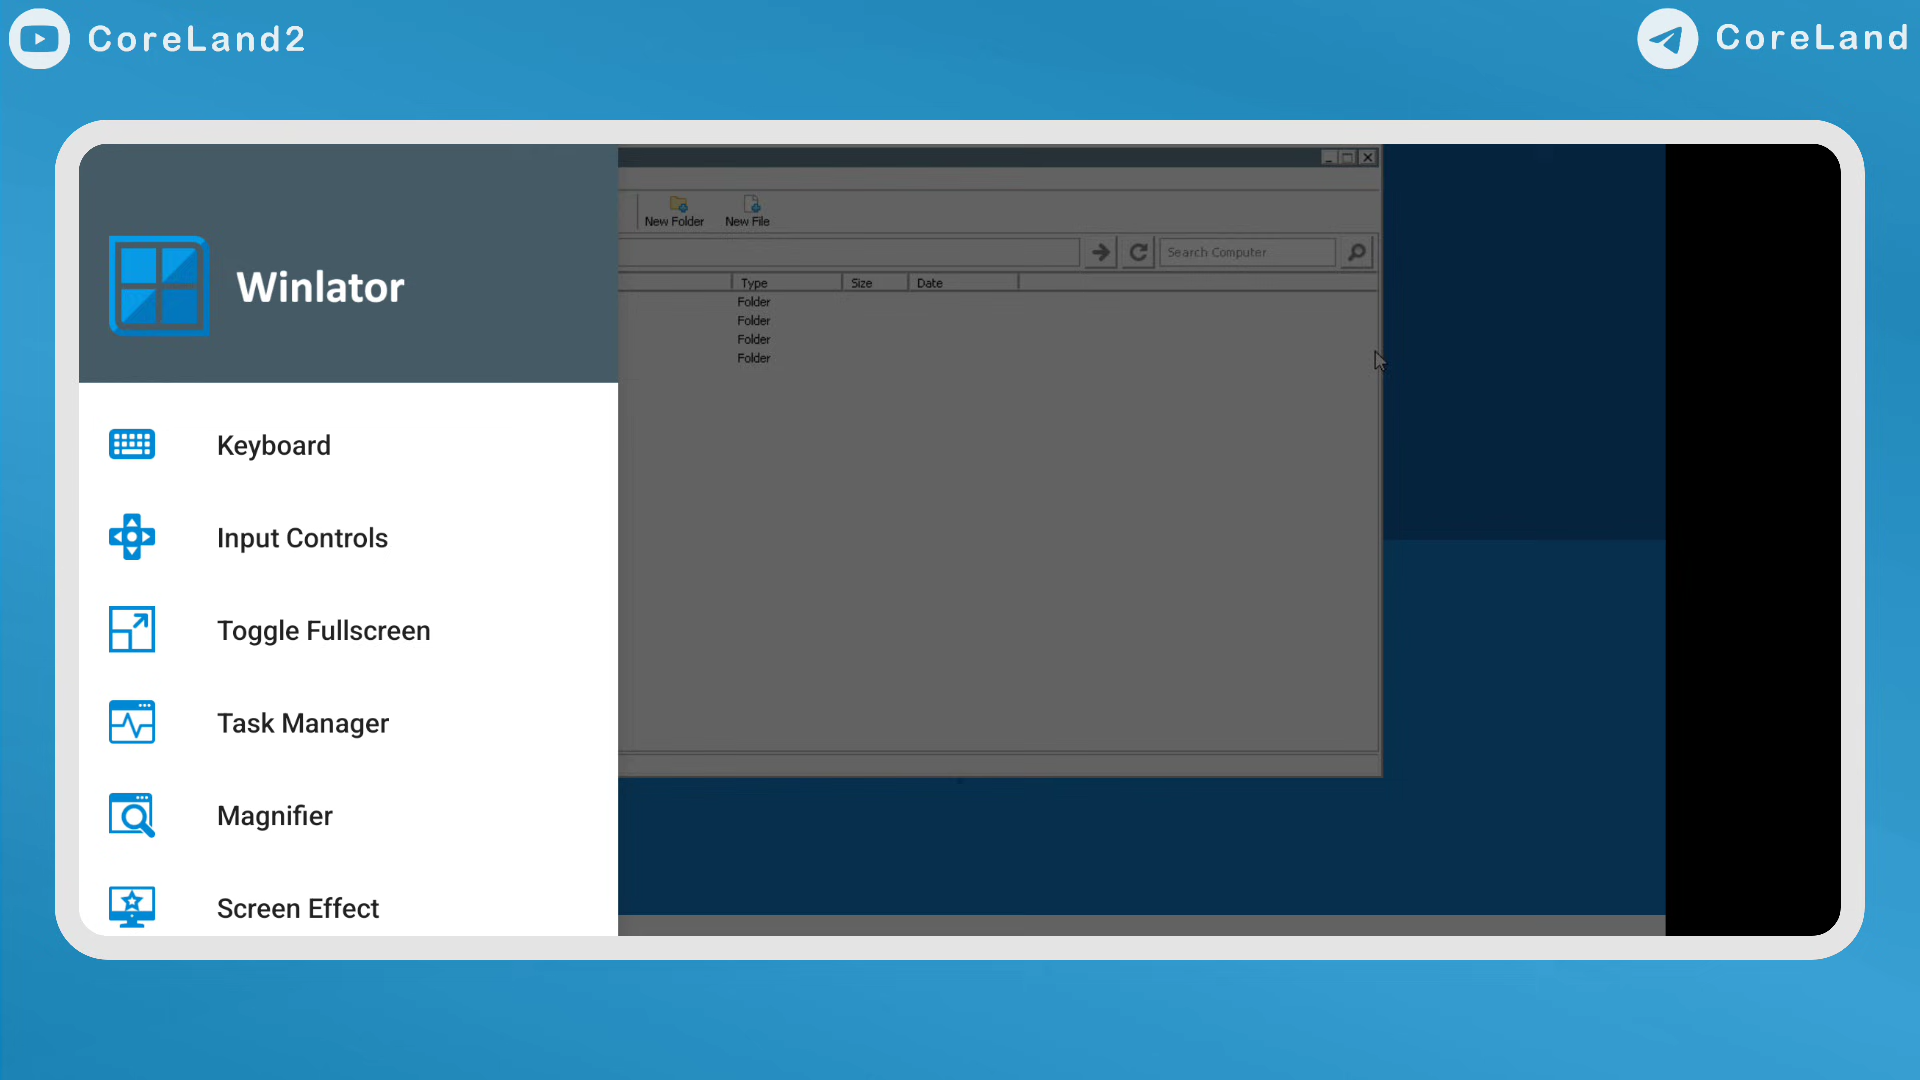 CoreLand2
CoreLand
Winlator
Keyboard
Input Controls
Toggle Fullscreen
Task Manager
Magnifier
Screen Effect
New Folder
New File
Search Computer
Type
Size
Date
Folder
Folder
Folder
Folder